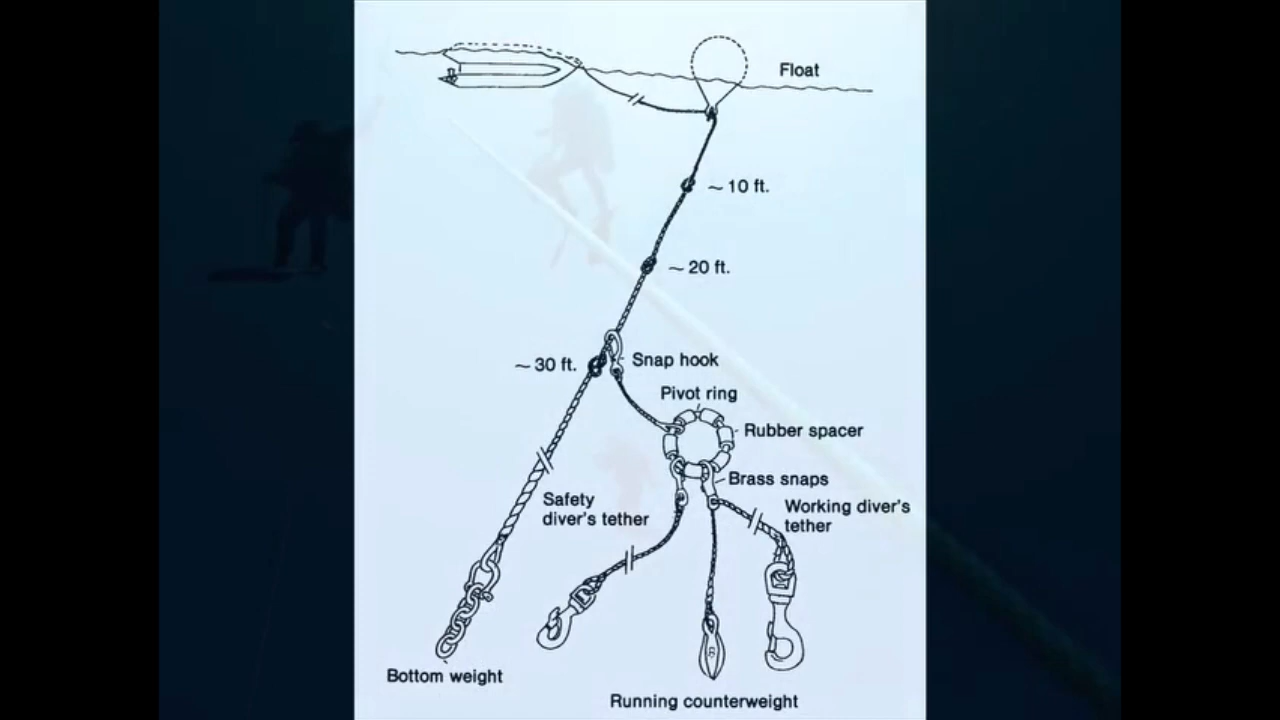 Float
~ 10 ft.
~ 20 ft.
~ 30 ft.
Snap hook
Pivot ring
Rubber spacer
Brass snaps
Safety
diver's tether
Working diver's
tether
Bottom weight
Running counterweight